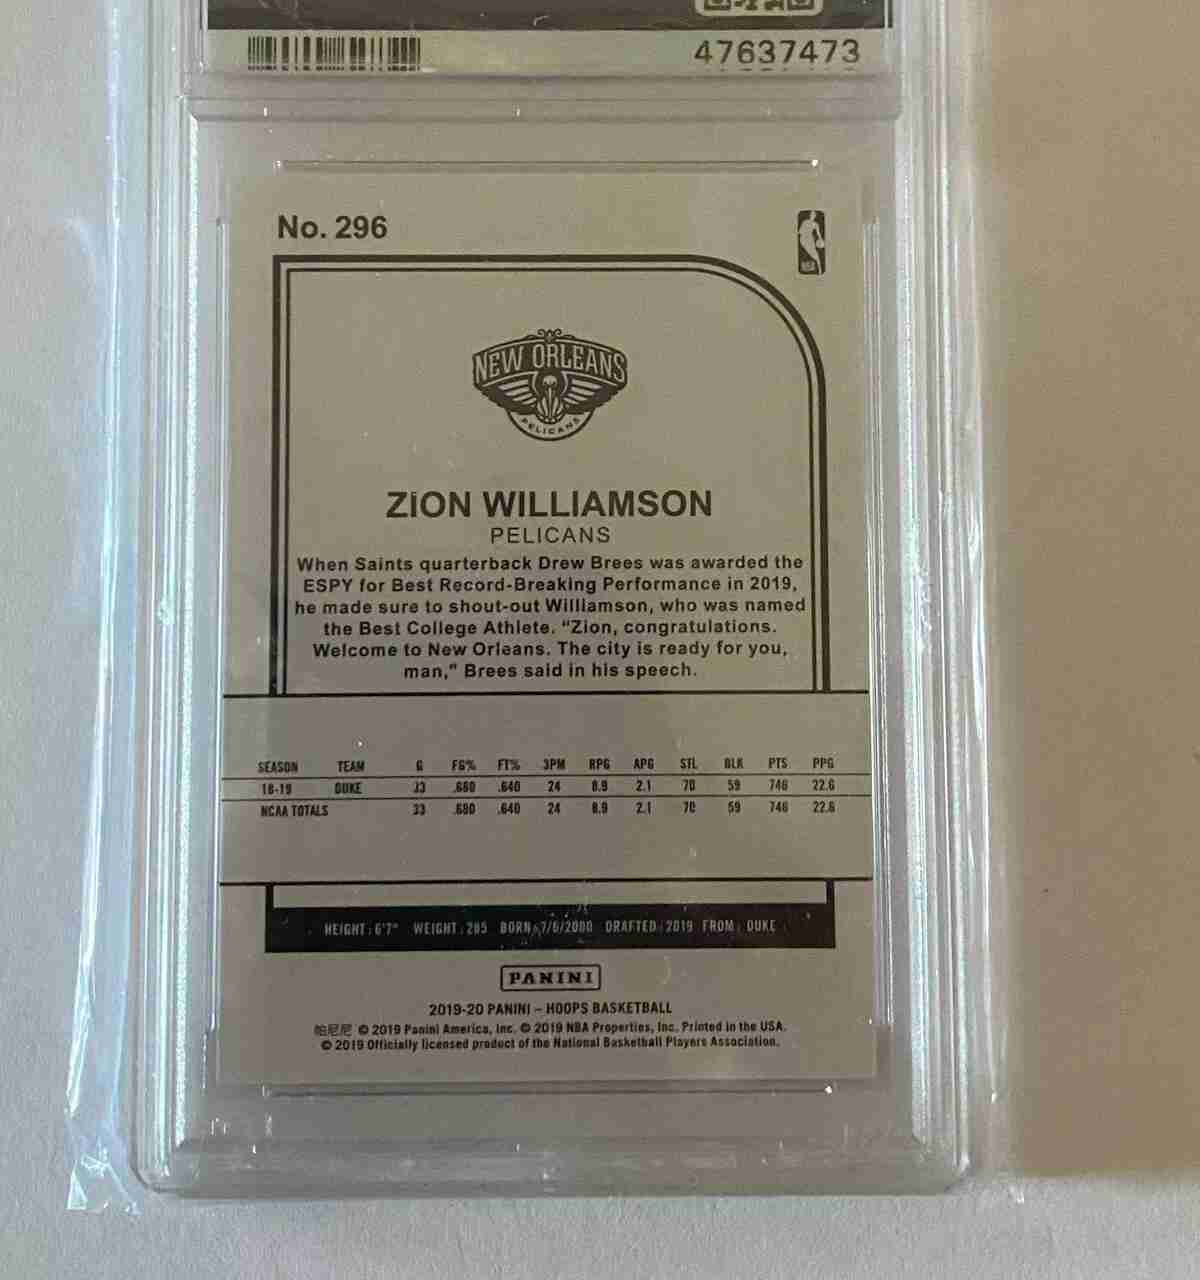 47637473
No. 296
NBA
NEW ORLEANS
PELICANS
ZION WILLIAMSON
PELICANS
When Saints quarterback Drew Brees was awarded the
ESPY for Best Record-Breaking Performance in 2019,
he made sure to shout-out Williamson, who was named
the Best College Athlete. “Zion, congratulations.
Welcome to New Orleans. The city is ready for you,
man,” Brees said in his speech.
SEASON TEAM G FG% FT% 3PM RPG APG STL BLK PTS PPG
18-19 DUKE 33 .680 .640 24 8.9 2.1 70 59 746 22.6
NCAA TOTALS 33 .680 .640 24 8.9 2.1 70 59 746 22.6
HEIGHT: 6'7" WEIGHT: 285 BORN: 7/6/2000 DRAFTED: 2019 FROM: DUKE
PANINI
2019-20 PANINI – HOOPS BASKETBALL
帕尼尼 © 2019 Panini America, Inc. © 2019 NBA Properties, Inc. Printed in the USA.
© 2019 Officially licensed product of the National Basketball Players Association.